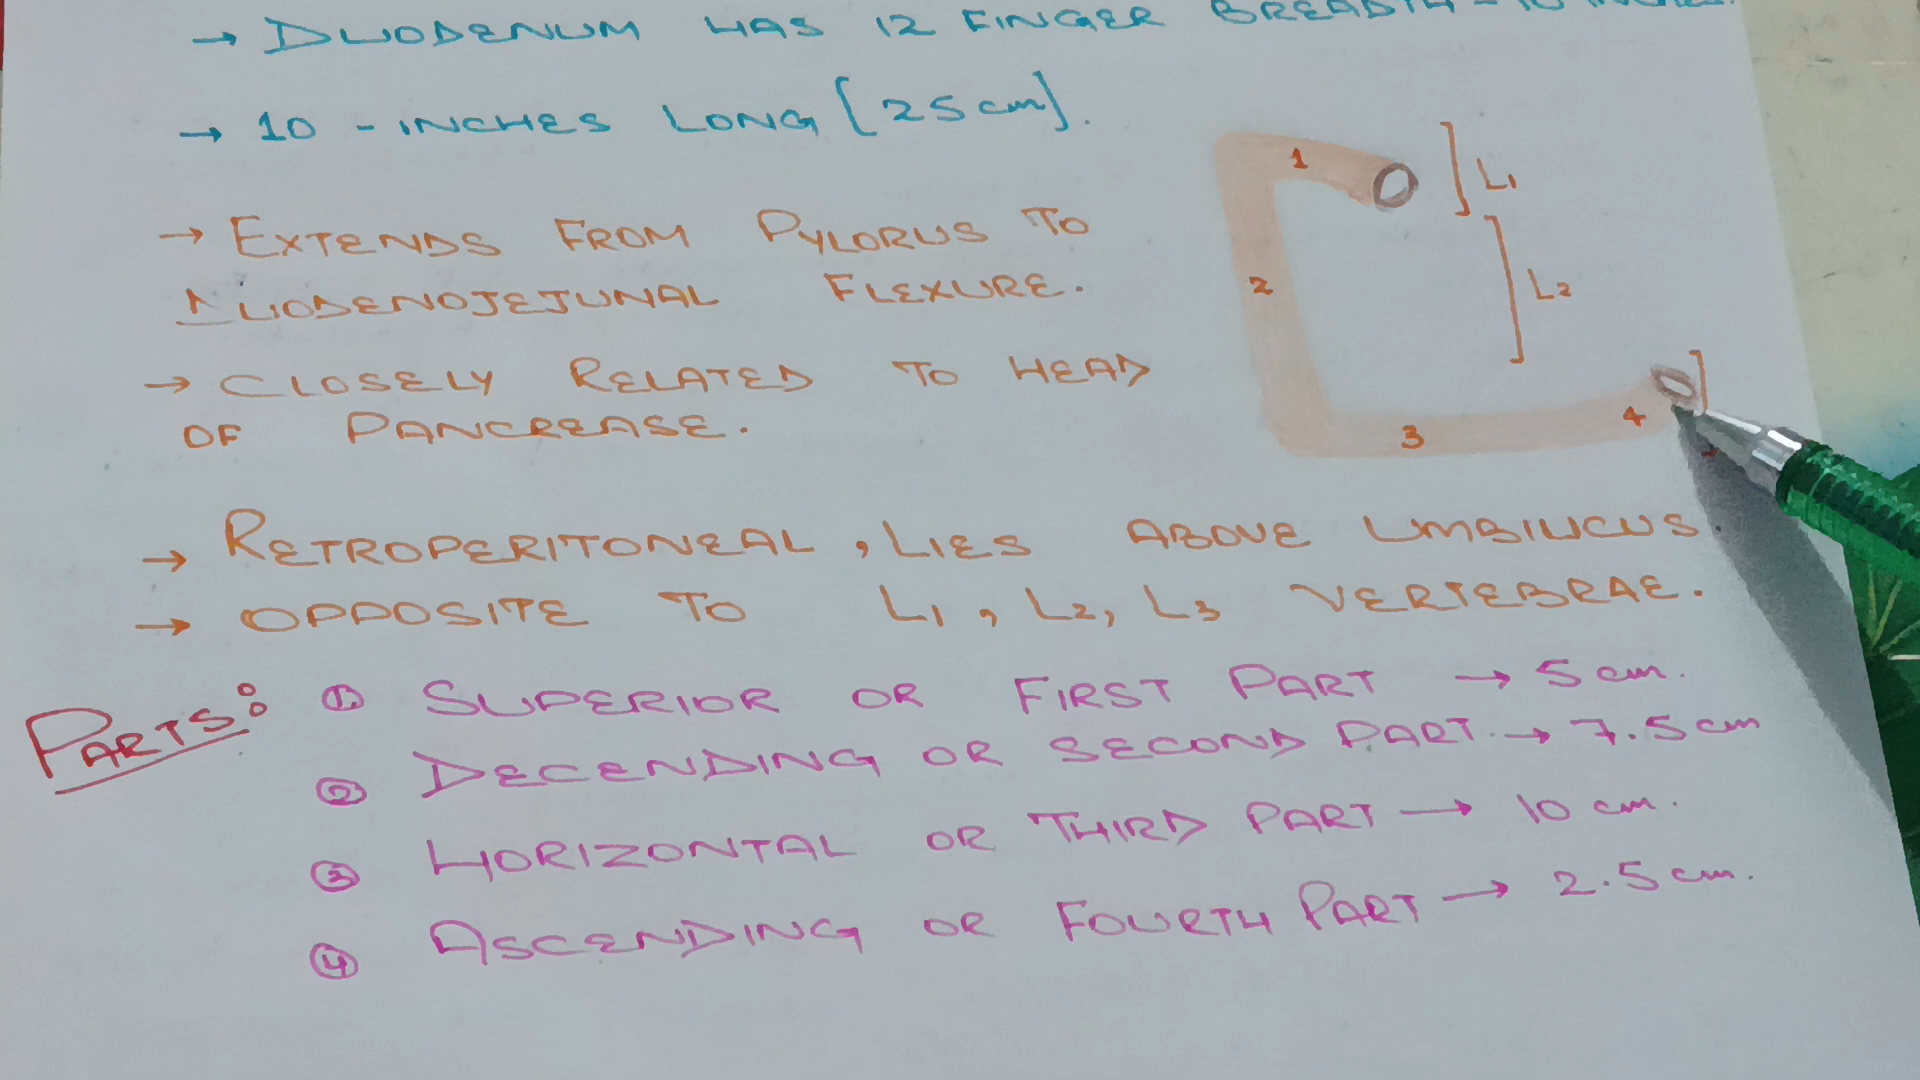 → DUODENUM HAS 12 FINGER BREADTH - 10 INCHES.
→ 10 - INCHES LONG [25 cm].
→ EXTENDS FROM PYLORUS TO
DUODENOJEJUNAL FLEXURE.
→ CLOSELY RELATED TO HEAD
OF PANCREASE.
1
L1
2
L2
3
4
→ RETROPERITONEAL, LIES ABOVE UMBILICUS.
→ OPPOSITE TO L1, L2, L3 VERTEBRAE.
PARTS:
① SUPERIOR OR FIRST PART → 5 cm.
② DECENDING OR SECOND PART. → 7.5 cm
③ HORIZONTAL OR THIRD PART → 10 cm.
④ ASCENDING OR FOURTH PART → 2.5 cm.